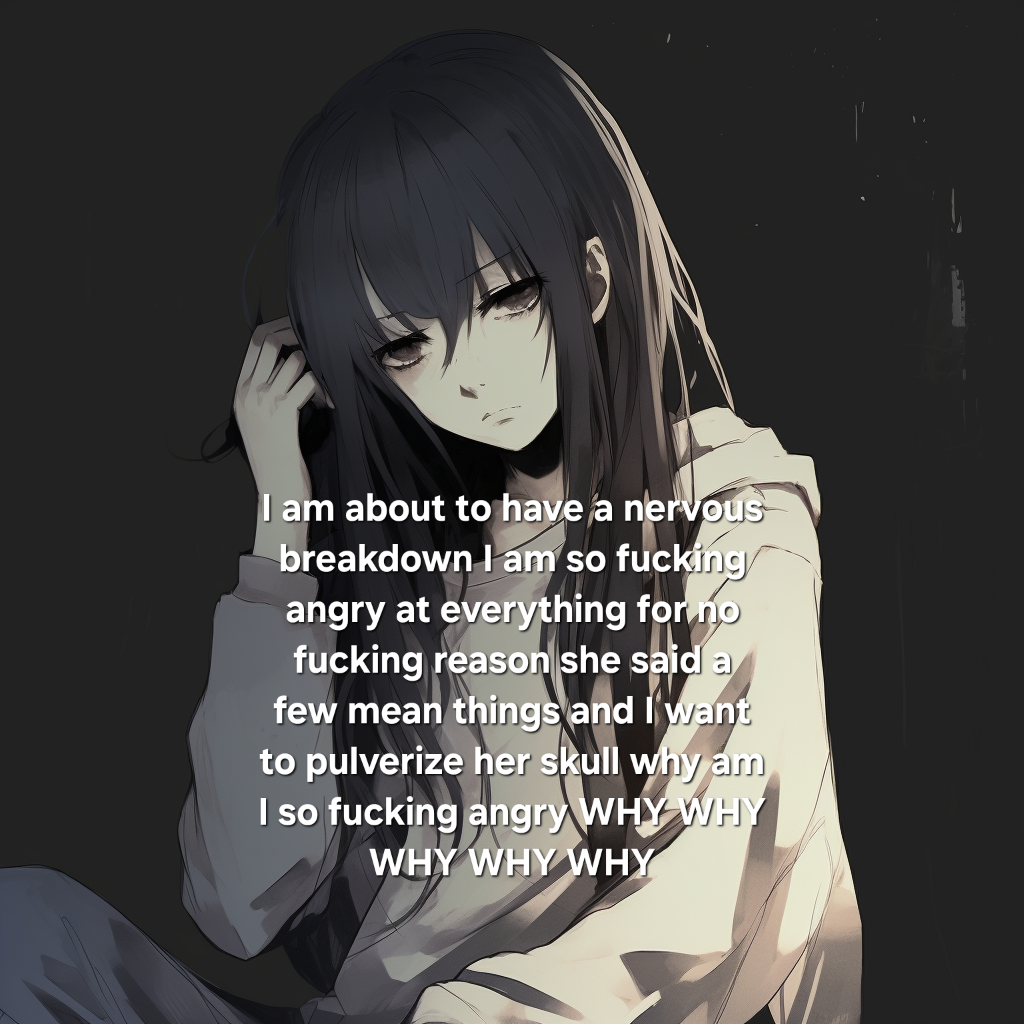 I am about to have a nervous
breakdown I am so fucking
angry at everything for no
fucking reason she said a
few mean things and I want
to pulverize her skull why am
I so fucking angry WHY WHY
WHY WHY WHY